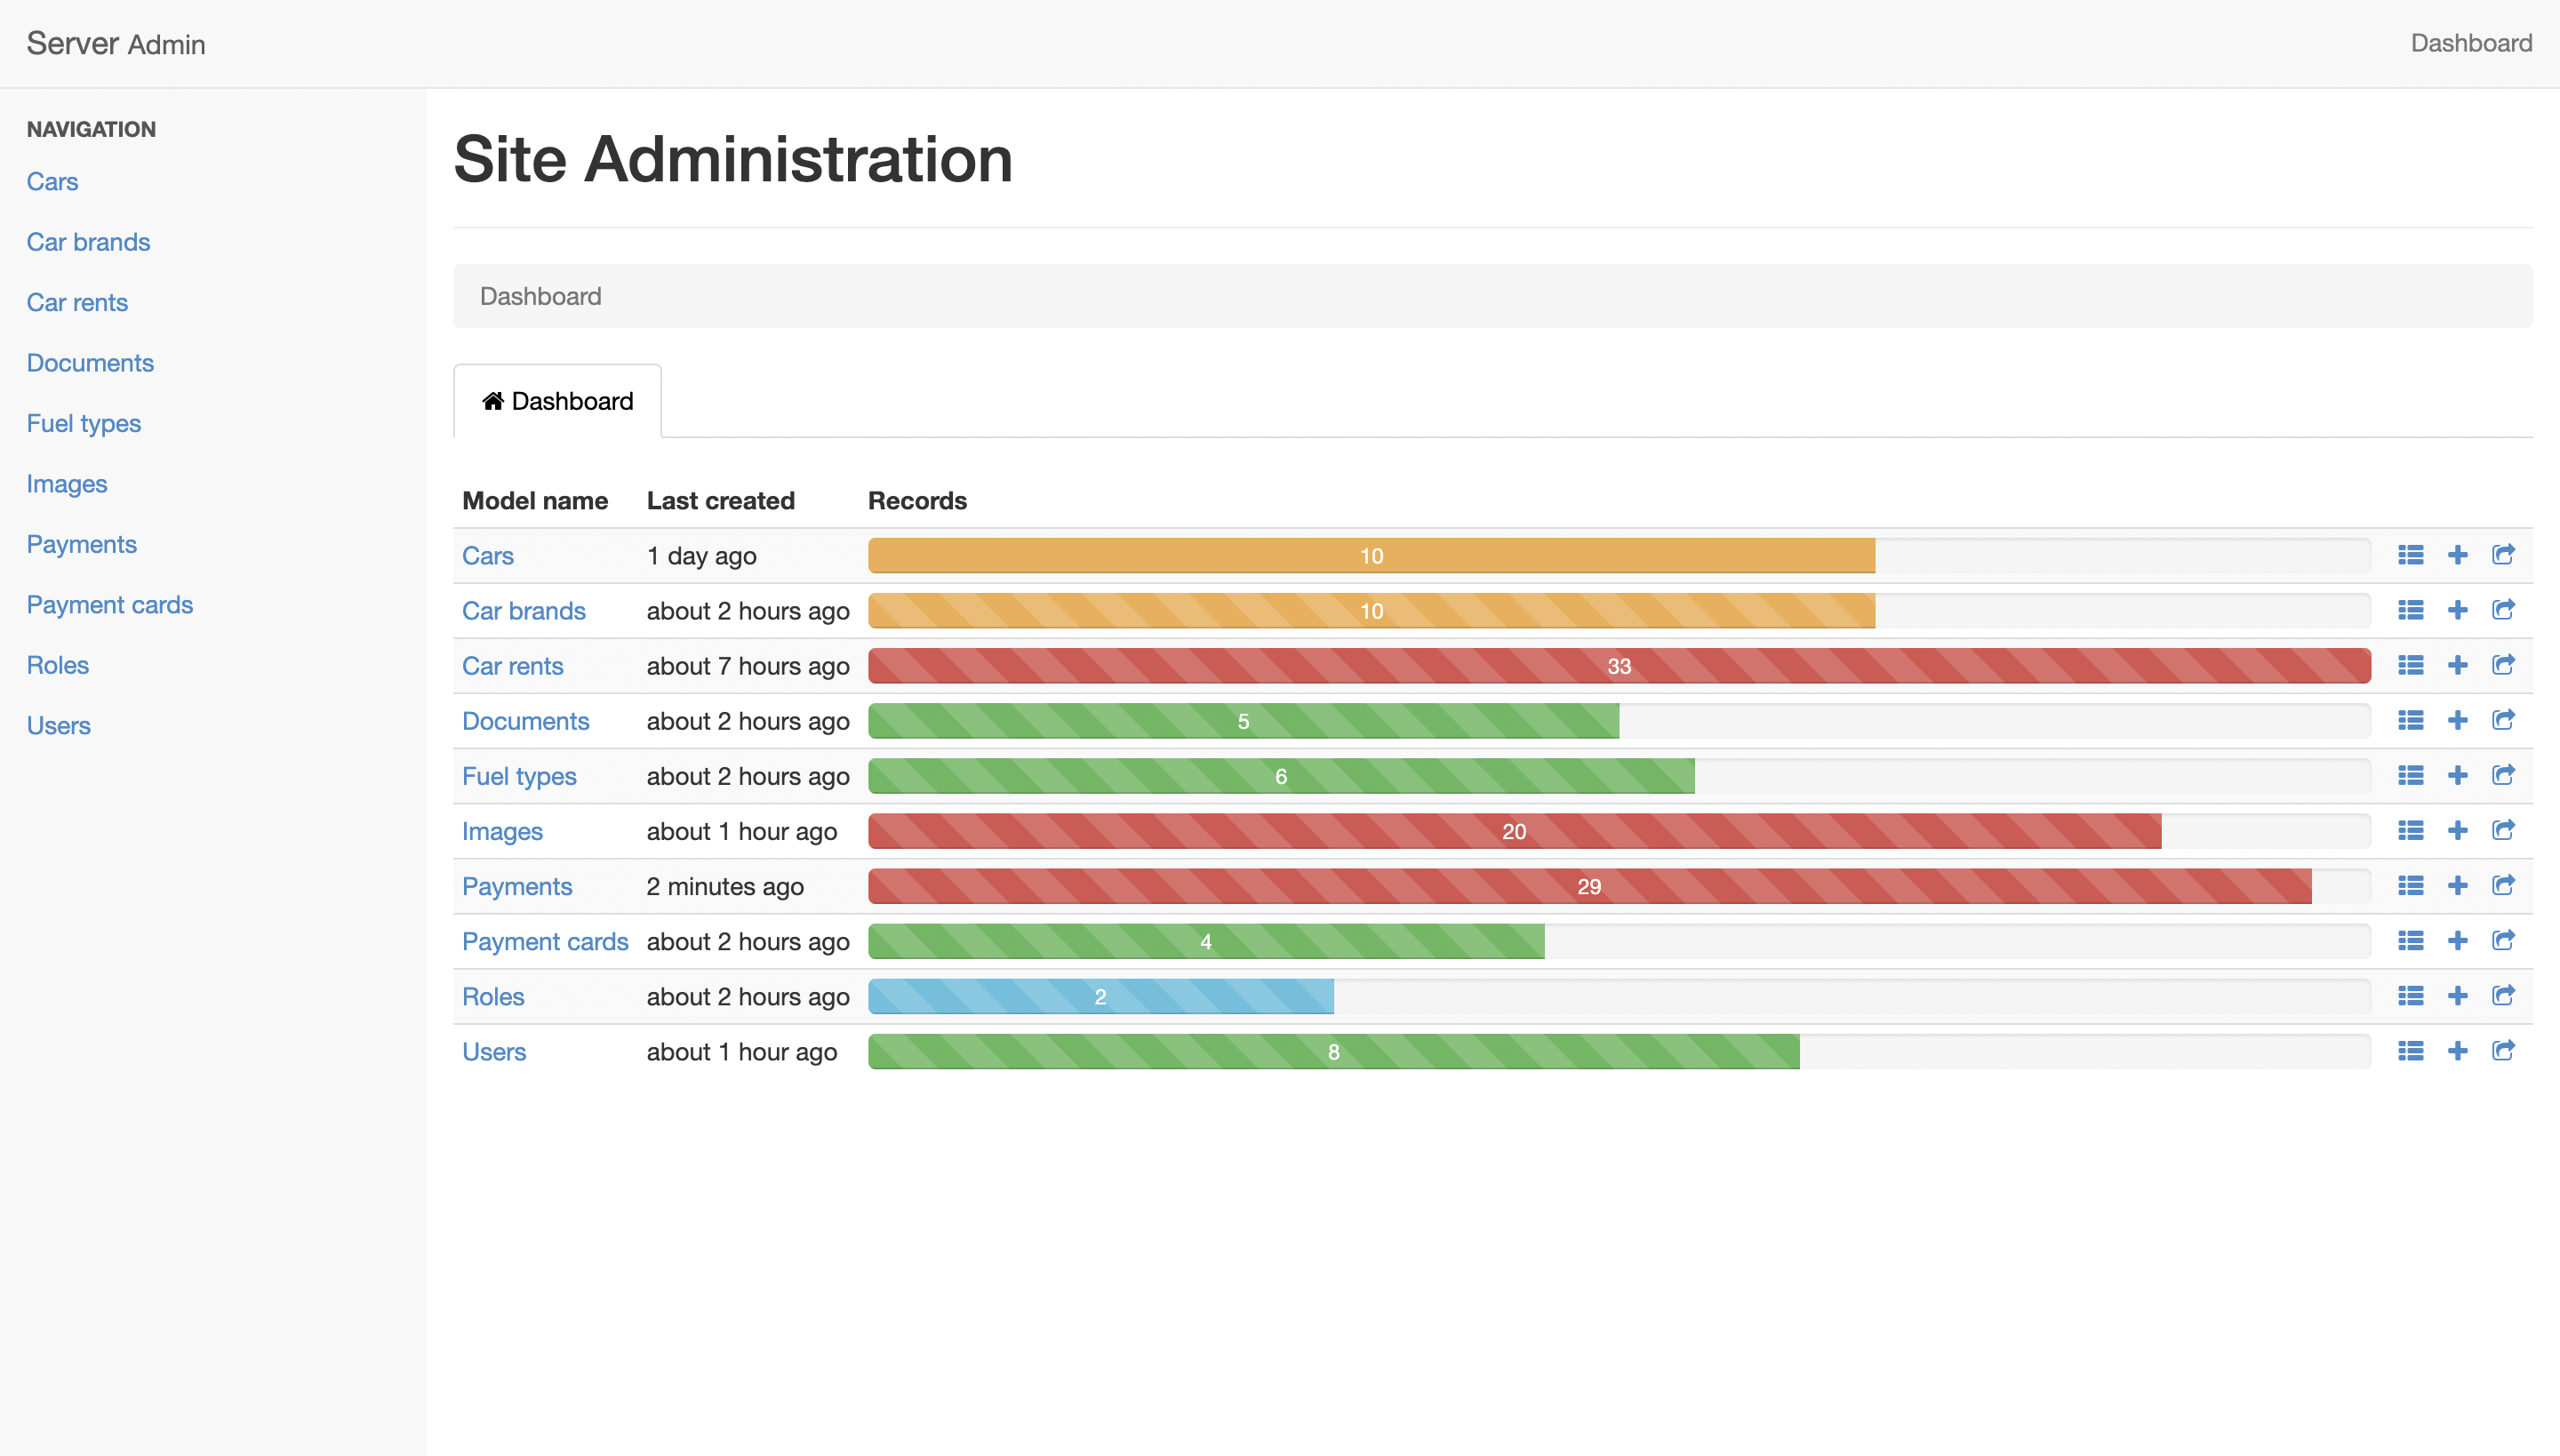 Server Admin
Dashboard
NAVIGATION
Cars
Car brands
Car rents
Documents
Fuel types
Images
Payments
Payment cards
Roles
Users
Site Administration
Dashboard
Dashboard
Model name Last created Records
Cars 1 day ago 10
Car brands about 2 hours ago 10
Car rents about 7 hours ago 33
Documents about 2 hours ago 5
Fuel types about 2 hours ago 6
Images about 1 hour ago 20
Payments 2 minutes ago 29
Payment cards about 2 hours ago 4
Roles about 2 hours ago 2
Users about 1 hour ago 8